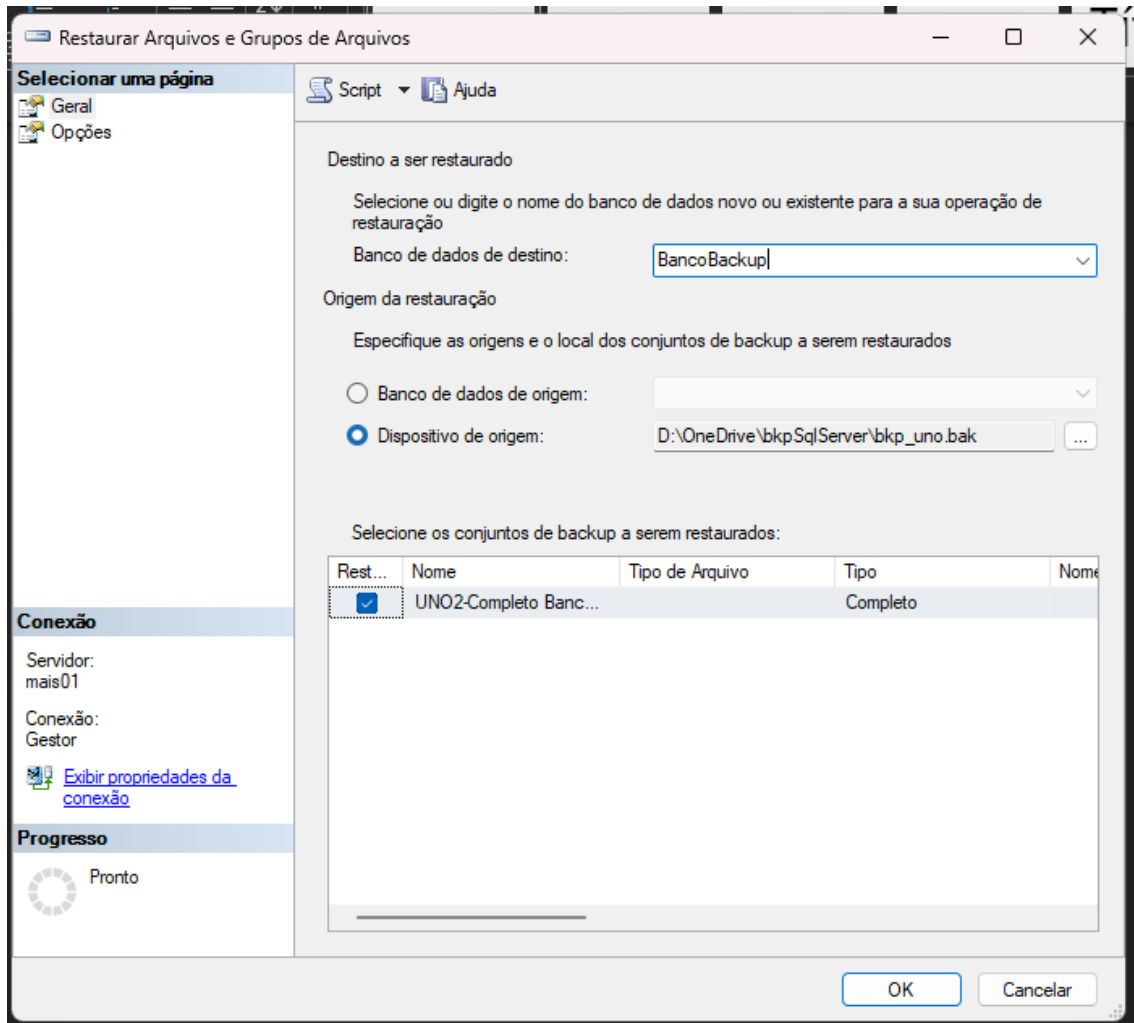 Restaurar Arquivos e Grupos de Arquivos
Selecionar uma página
Geral
Opções
Script
Ajuda
Destino a ser restaurado
Selecione ou digite o nome do banco de dados novo ou existente para a sua operação de
restauração
Banco de dados de destino:
BancoBackup
Origem da restauração
Especifique as origens e o local dos conjuntos de backup a serem restaurados
Banco de dados de origem:
Dispositivo de origem:
D:\OneDrive\bkpSqlServer\bkp_uno.bak
...
Selecione os conjuntos de backup a serem restaurados:
Rest... Nome Tipo de Arquivo Tipo Nome
UNO2-Completo Banc... Completo
Conexão
Servidor:
mais01
Conexão:
Gestor
Exibir propriedades da
conexão
Progresso
Pronto
OK
Cancelar